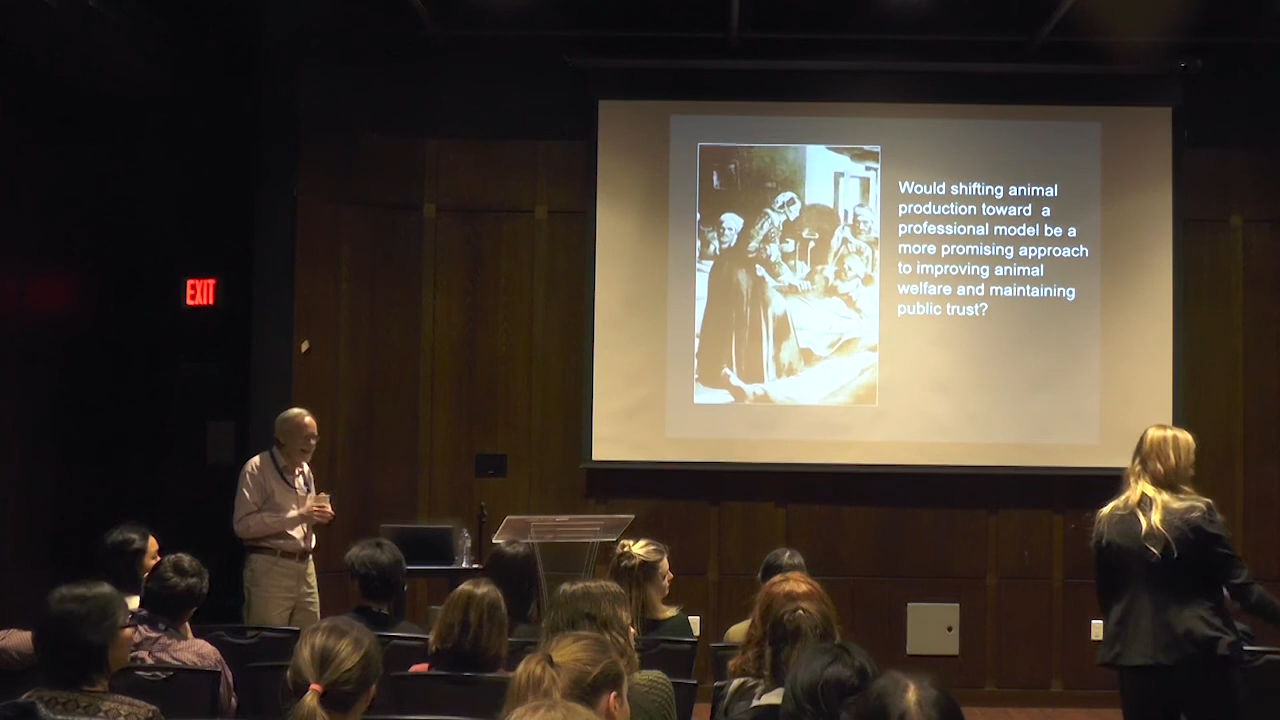 EXIT
Would shifting animal
production toward a
professional model be a
more promising approach
to improving animal
welfare and maintaining
public trust?